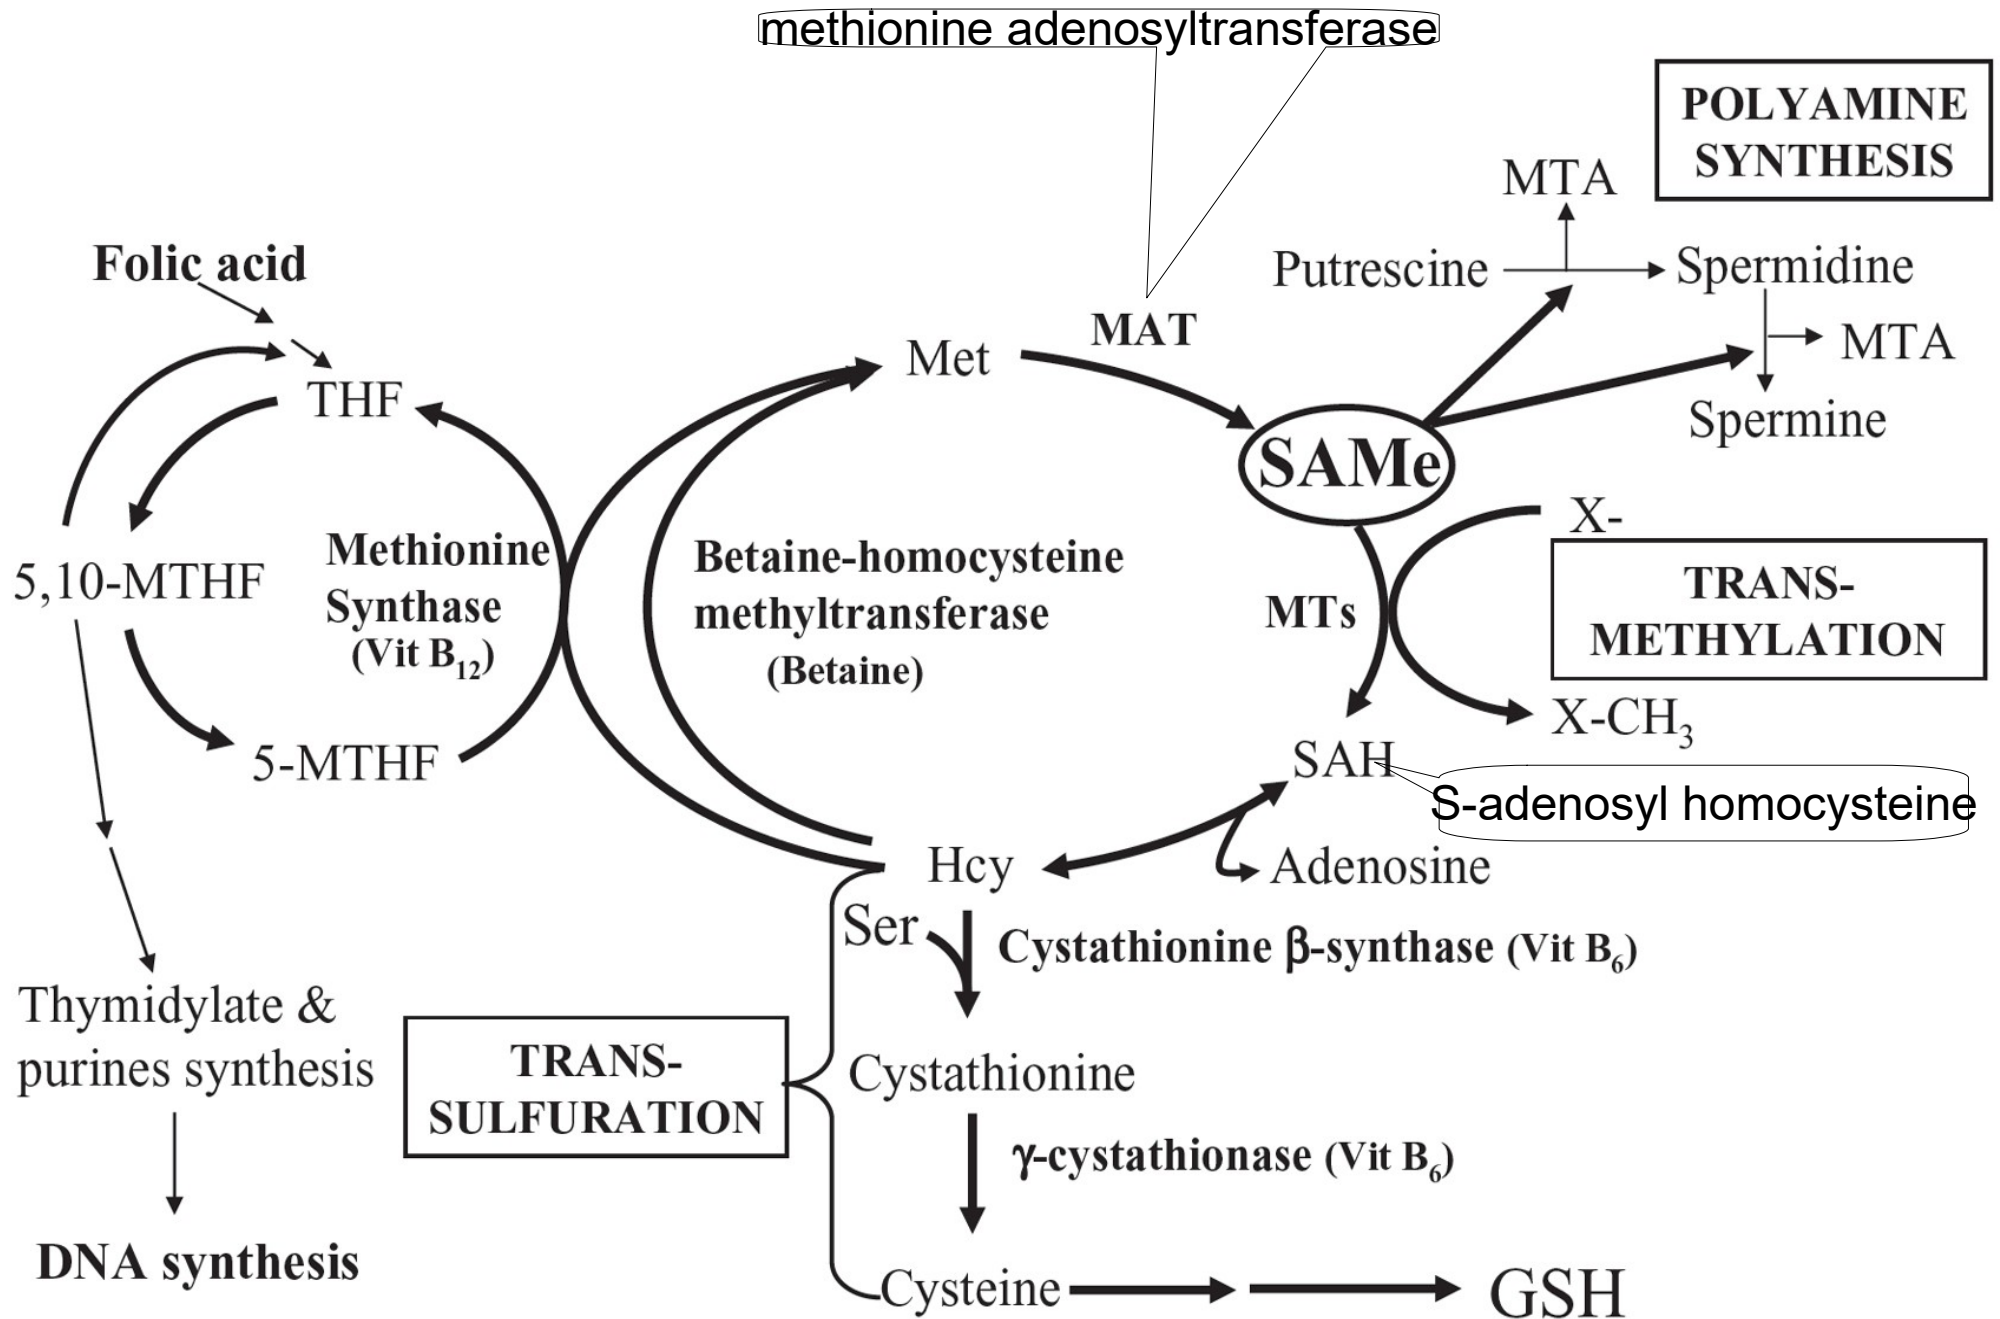 methionine adenosyltransferase
POLYAMINE
SYNTHESIS
MTA
Folic acid
Putrescine
Spermidine
MAT
MTA
Met
THF
Spermine
SAMe
X-
Methionine
Synthase
(Vit B12)
Betaine-homocysteine
methyltransferase
(Betaine)
5,10-MTHF
MTs
TRANS-
METHYLATION
X-CH3
5-MTHF
SAH
S-adenosyl homocysteine
Hcy
Adenosine
Ser
Cystathionine β-synthase (Vit B6)
Thymidylate &
purines synthesis
TRANS-
SULFURATION
Cystathionine
γ-cystathionase (Vit B6)
DNA synthesis
Cysteine
GSH